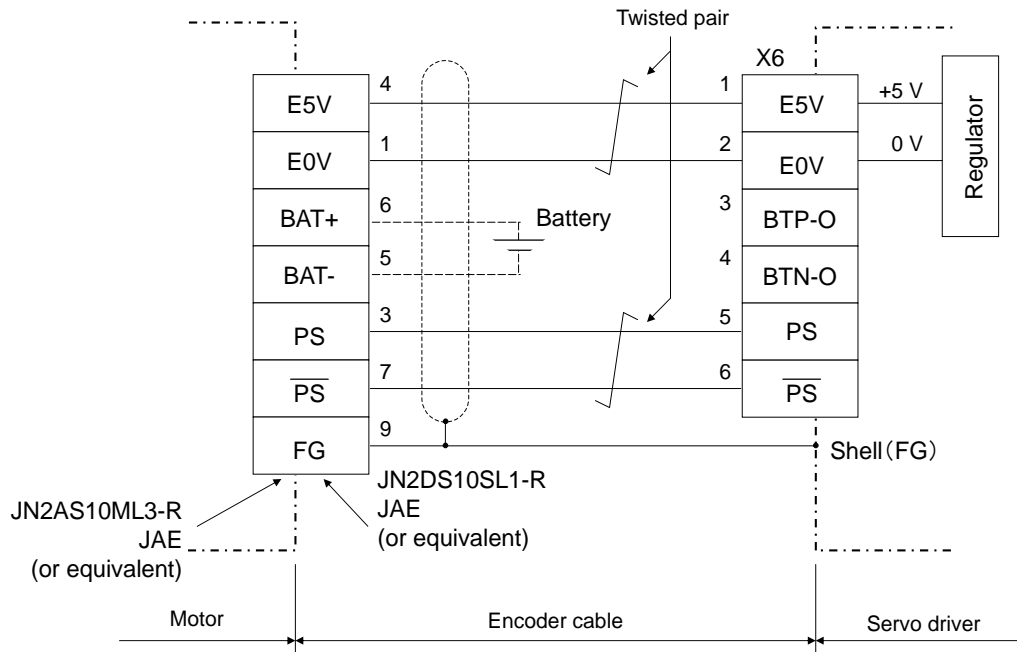 Twisted pair
X6
E5V 4 1 E5V +5 V
E0V 1 2 E0V 0 V
Regulator
BAT+ 6 Battery 3 BTP-O
BAT- 5 4 BTN-O
PS 3 5 PS
P̅S̅ 7 6 P̅S̅
FG 9 Shell（FG）
JN2AS10ML3-R
JAE
(or equivalent)
JN2DS10SL1-R
JAE
(or equivalent)
Motor Encoder cable Servo driver